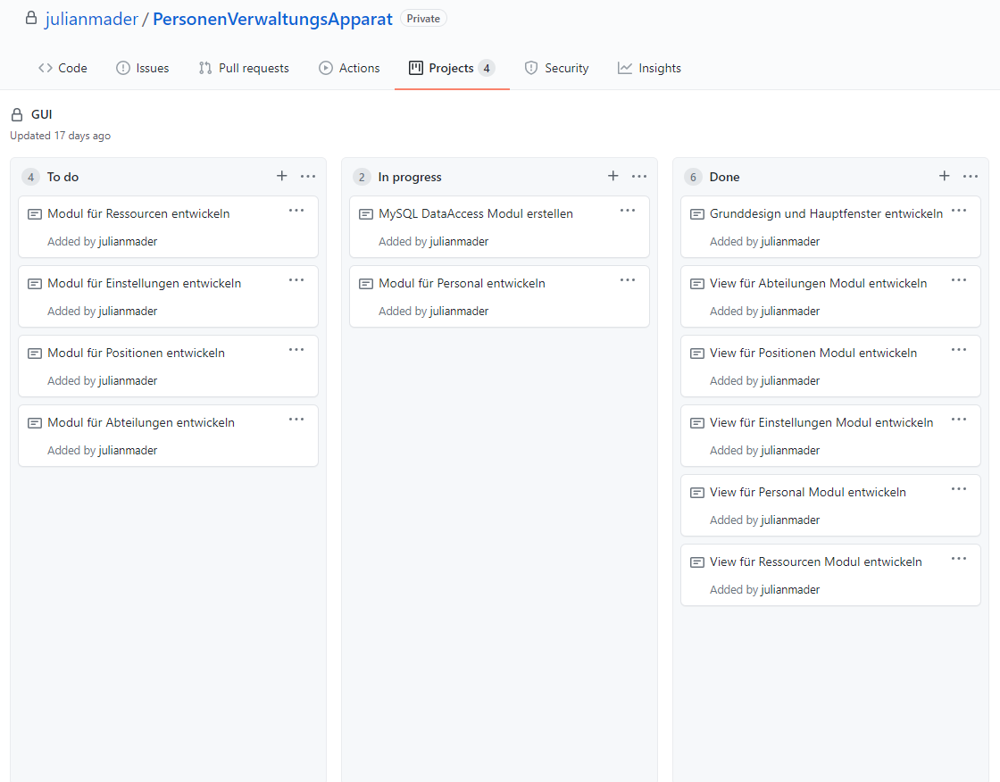 julianmader / PersonenVerwaltungsApparat Private
Code Issues Pull requests Actions Projects 4 Security Insights
GUI
Updated 17 days ago
4 To do
Modul für Ressourcen entwickeln
Added by julianmader
Modul für Einstellungen entwickeln
Added by julianmader
Modul für Positionen entwickeln
Added by julianmader
Modul für Abteilungen entwickeln
Added by julianmader
2 In progress
MySQL DataAccess Modul erstellen
Added by julianmader
Modul für Personal entwickeln
Added by julianmader
6 Done
Grunddesign und Hauptfenster entwickeln
Added by julianmader
View für Abteilungen Modul entwickeln
Added by julianmader
View für Positionen Modul entwickeln
Added by julianmader
View für Einstellungen Modul entwickeln
Added by julianmader
View für Personal Modul entwickeln
Added by julianmader
View für Ressourcen Modul entwickeln
Added by julianmader